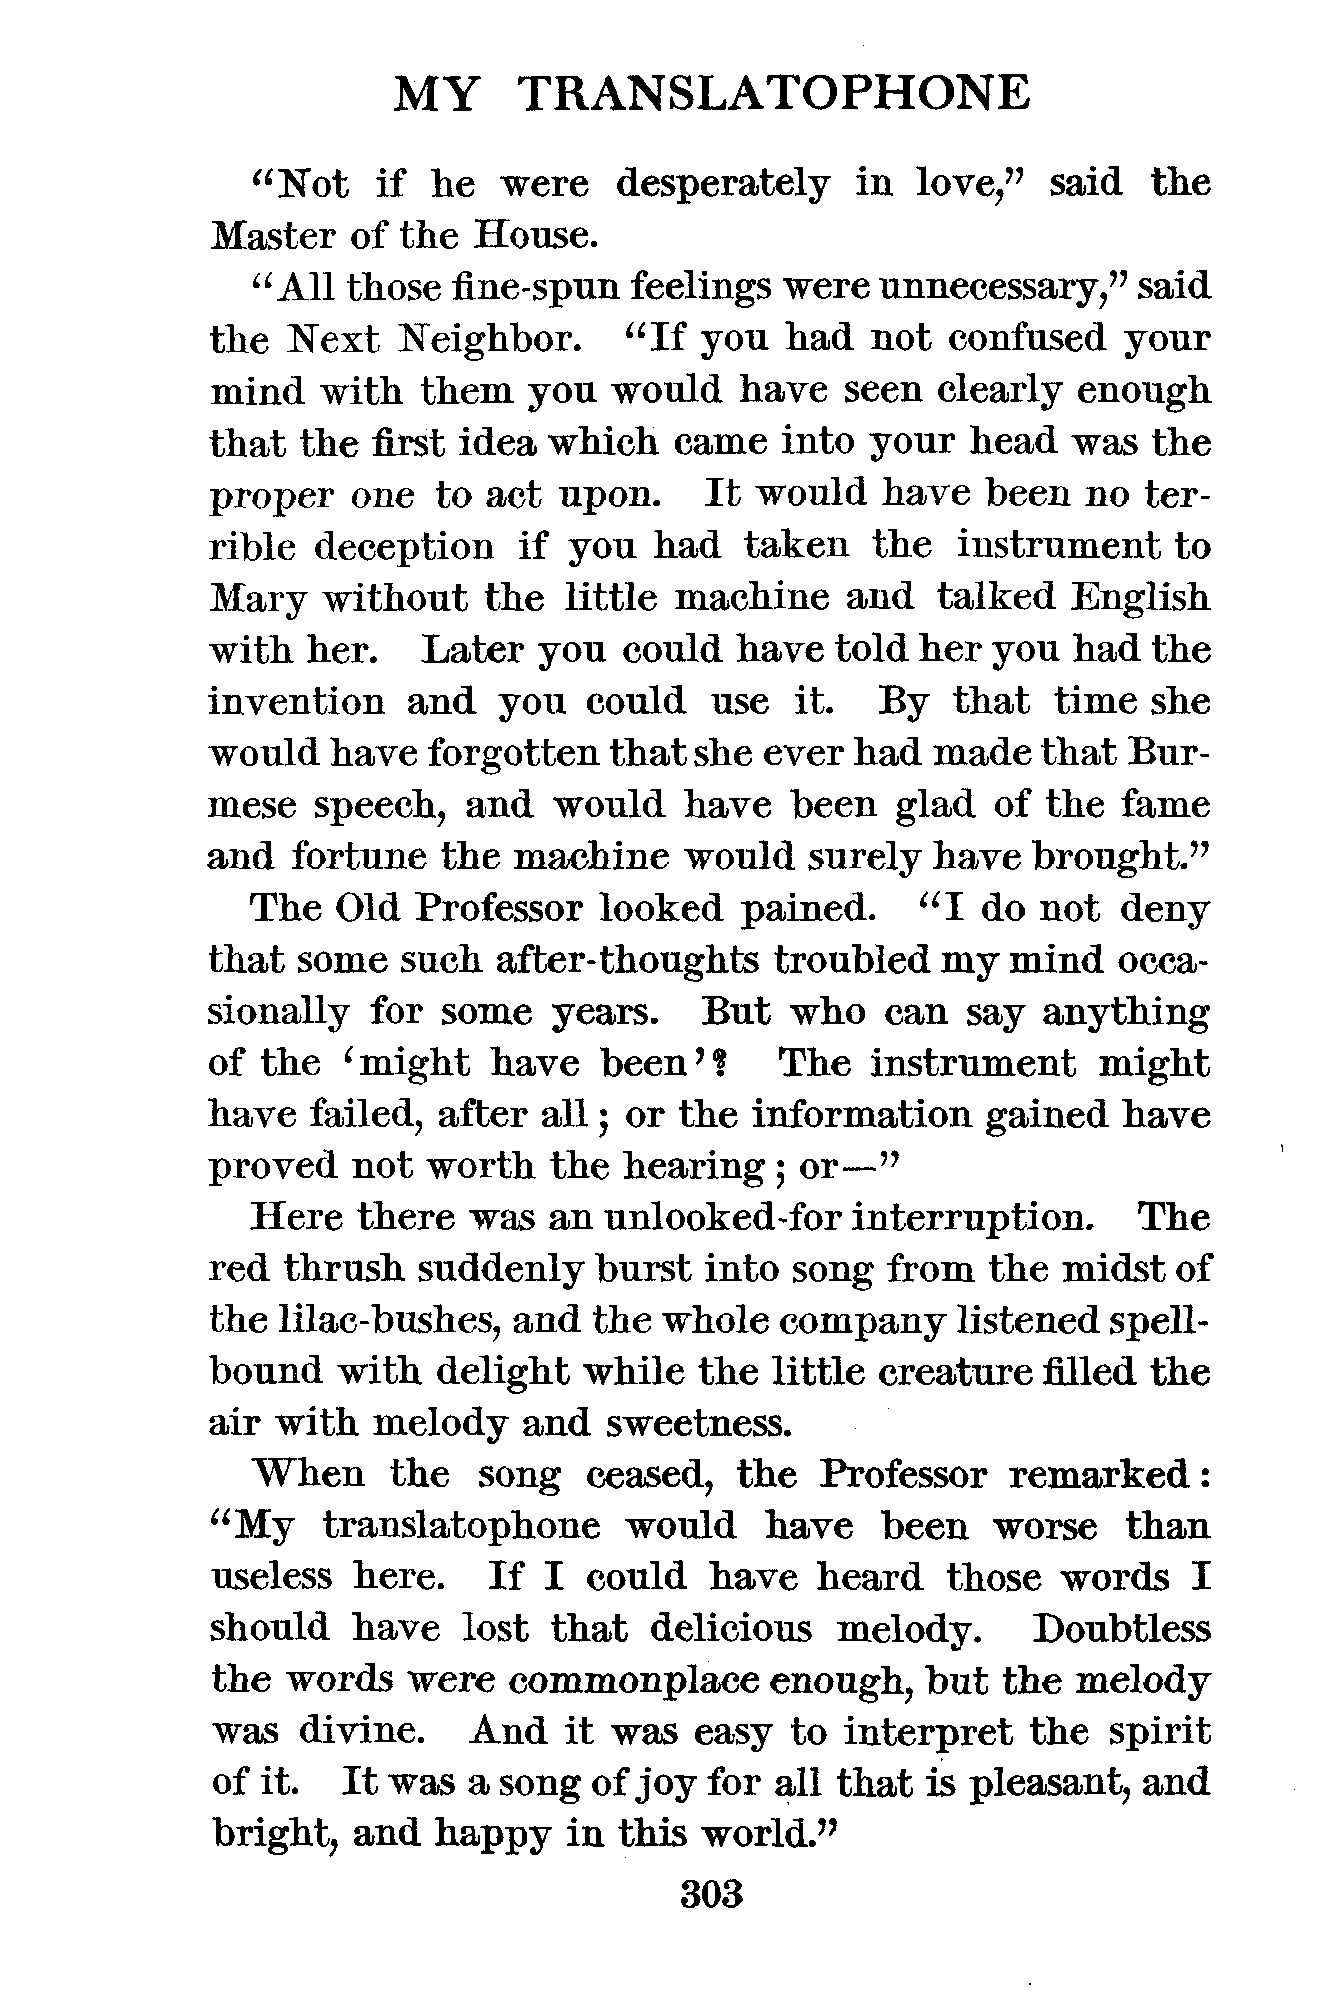 MY TRANSLATOPHONE
“Not if he were desperately in love,” said the
Master of the House.
“All those fine-spun feelings were unnecessary,” said
the Next Neighbor. “If you had not confused your
mind with them you would have seen clearly enough
that the first idea which came into your head was the
proper one to act upon. It would have been no ter-
rible deception if you had taken the instrument to
Mary without the little machine and talked English
with her. Later you could have told her you had the
invention and you could use it. By that time she
would have forgotten that she ever had made that Bur-
mese speech, and would have been glad of the fame
and fortune the machine would surely have brought.”
The Old Professor looked pained. “I do not deny
that some such after-thoughts troubled my mind occa-
sionally for some years. But who can say anything
of the ‘might have been’? The instrument might
have failed, after all; or the information gained have
proved not worth the hearing; or—”
Here there was an unlooked-for interruption. The
red thrush suddenly burst into song from the midst of
the lilac-bushes, and the whole company listened spell-
bound with delight while the little creature filled the
air with melody and sweetness.
When the song ceased, the Professor remarked:
“My translatophone would have been worse than
useless here. If I could have heard those words I
should have lost that delicious melody. Doubtless
the words were commonplace enough, but the melody
was divine. And it was easy to interpret the spirit
of it. It was a song of joy for all that is pleasant, and
bright, and happy in this world.”
303